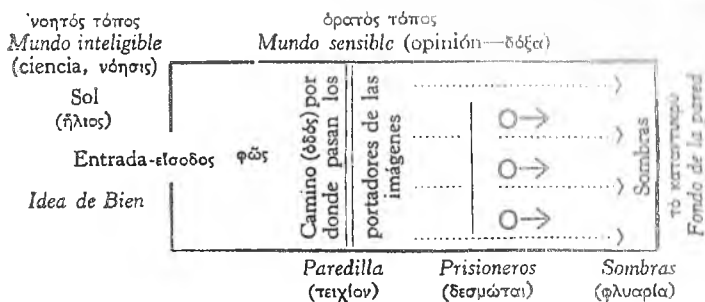 νοητός τόπος
Mundo inteligible
(ciencia, νόησις)
ὁρατὸς τόπος
Mundo sensible (opinión—δόξα)
Sol
(ἥλιος)
Entrada-εἴσοδος
φῶς
Idea de Bien
Camino (ὁδός) por
donde pasan los
portadores de las
imágenes
Sombras
τὸ καταντικρύ
Fondo de la pared
Paredilla
(τειχίον)
Prisioneros
(δεσμῶται)
Sombras
(φλυαρία)